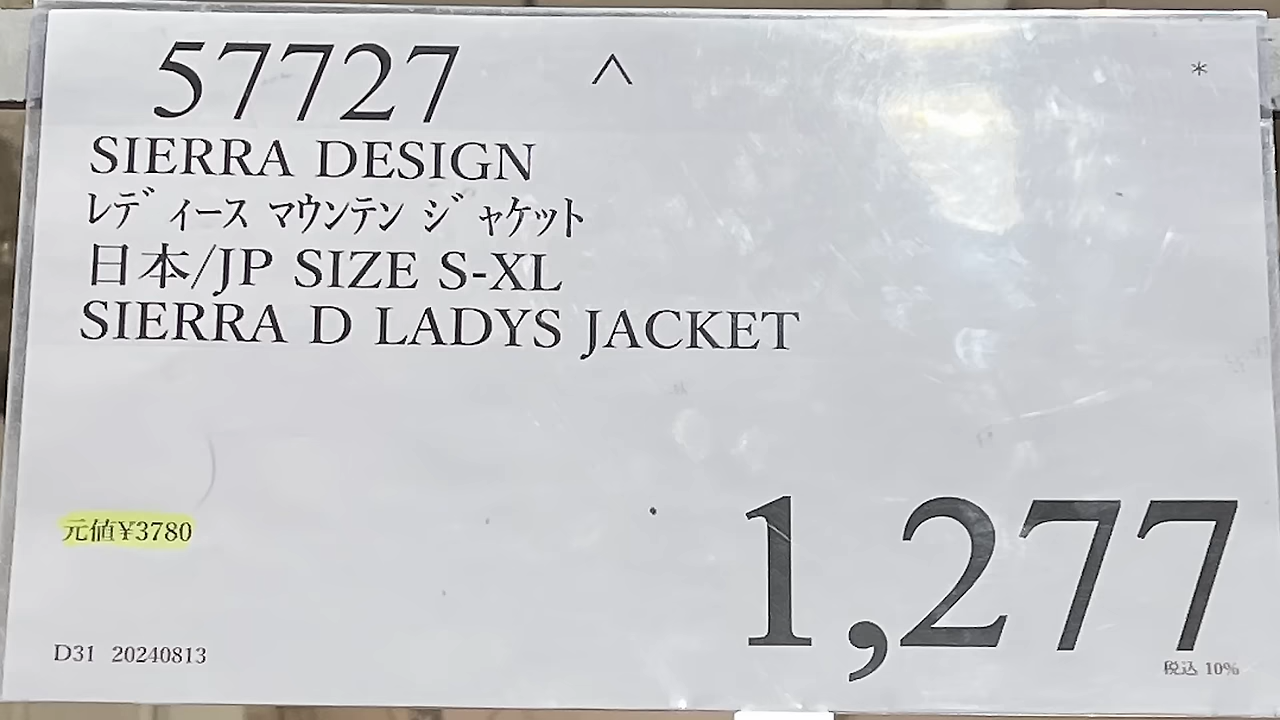 57727 ^ *
SIERRA DESIGN
ﾚﾃﾞｨｰｽ ﾏｳﾝﾃﾝ ｼﾞｬｹｯﾄ
日本/JP SIZE S-XL
SIERRA D LADYS JACKET
元値¥3780
1,277
税込 10%
D31 20240813